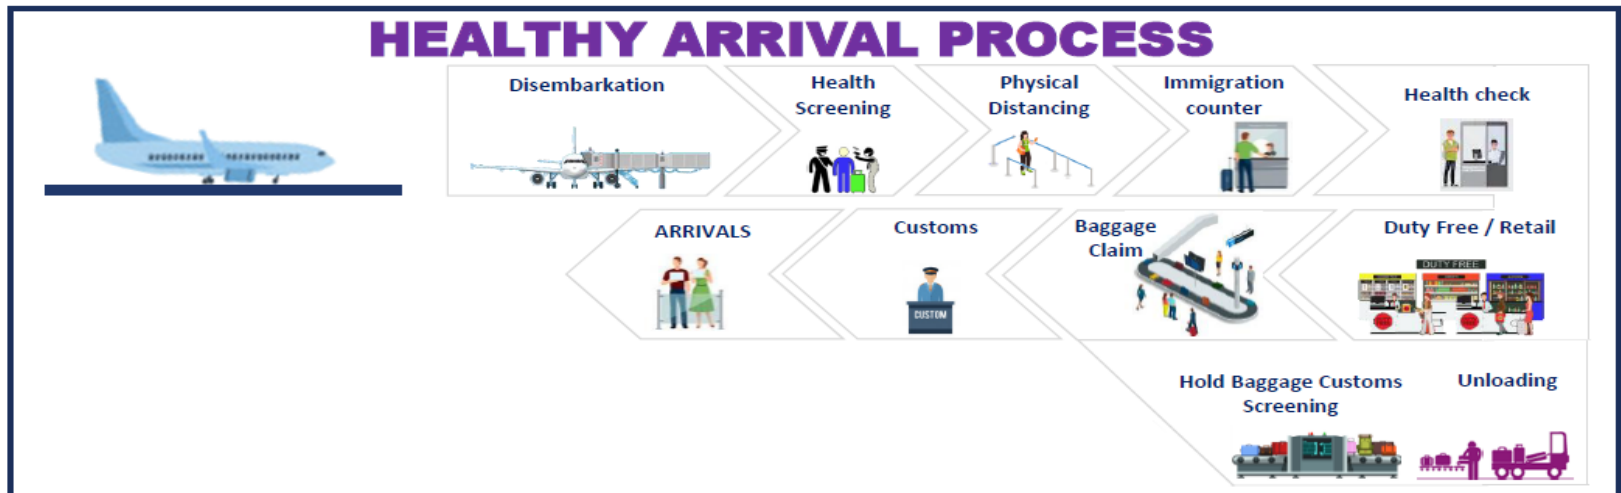 HEALTHY ARRIVAL PROCESS
Disembarkation
Health
Screening
Physical
Distancing
Immigration
counter
Health check
ARRIVALS
Customs
CUSTOM
Baggage
Claim
Duty Free / Retail
DUTY FREE
Hold Baggage Customs
Screening
Unloading